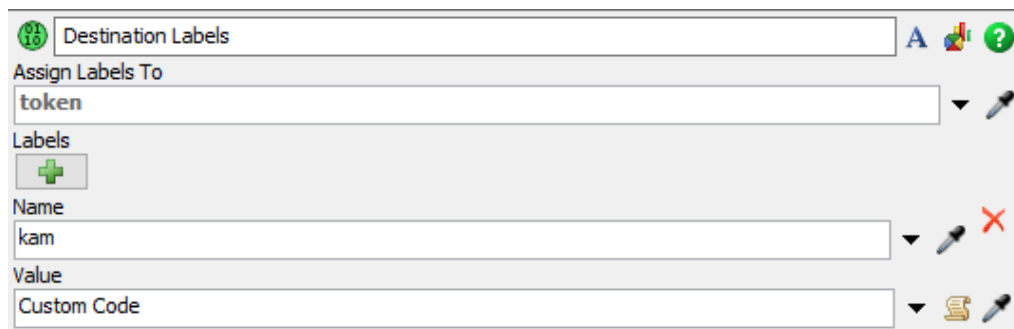 Destination Labels
Assign Labels To
token
Labels
Name
kam
Value
Custom Code